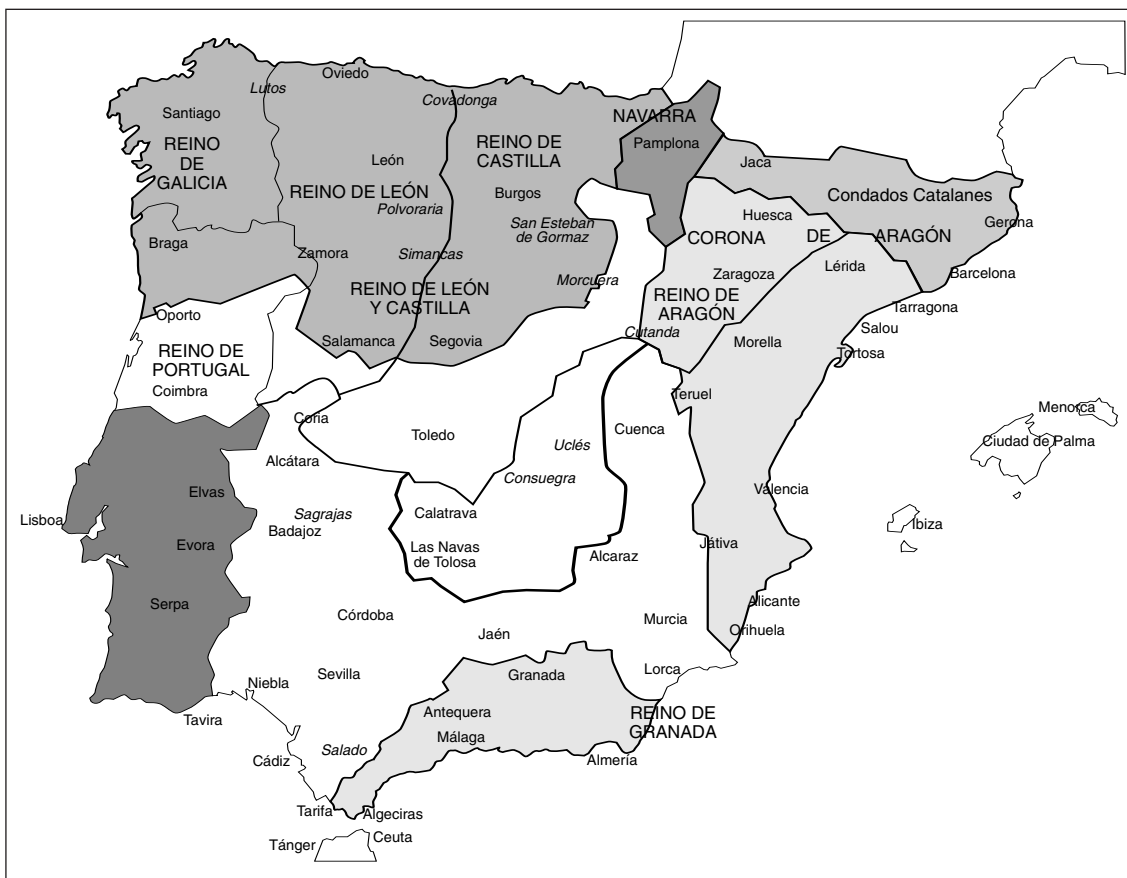 Oviedo
Lutos
Covadonga
Santiago
NAVARRA
Pamplona
REINO
DE
GALICIA
REINO DE
CASTILLA
León
Jaca
REINO DE LEÓN
Burgos
Condados Catalanes
Polvoraria
Huesca
San Esteban
de Gormaz
Gerona
CORONA DE ARAGÓN
Braga
Zamora
Simancas
Lérida
Zaragoza
Barcelona
Morcuera
REINO DE LEÓN
Y CASTILLA
REINO DE
ARAGÓN
Tarragona
Oporto
Salou
Cutanda
Salamanca
Segovia
Morella
REINO DE
PORTUGAL
Tortosa
Coimbra
Teruel
Menorca
Coria
Cuenca
Toledo
Ciudad de Palma
Uclés
Alcátara
Consuegra
Elvas
Valencia
Lisboa
Sagrajas
Badajoz
Calatrava
Ibiza
Evora
Las Navas
de Tolosa
Játiva
Alcaraz
Serpa
Alicante
Córdoba
Murcia
Orihuela
Jaén
Sevilla
Granada
Lorca
Niebla
Antequera
REINO DE
GRANADA
Tavira
Málaga
Salado
Cádiz
Almería
Tarifa
Algeciras
Ceuta
Tánger